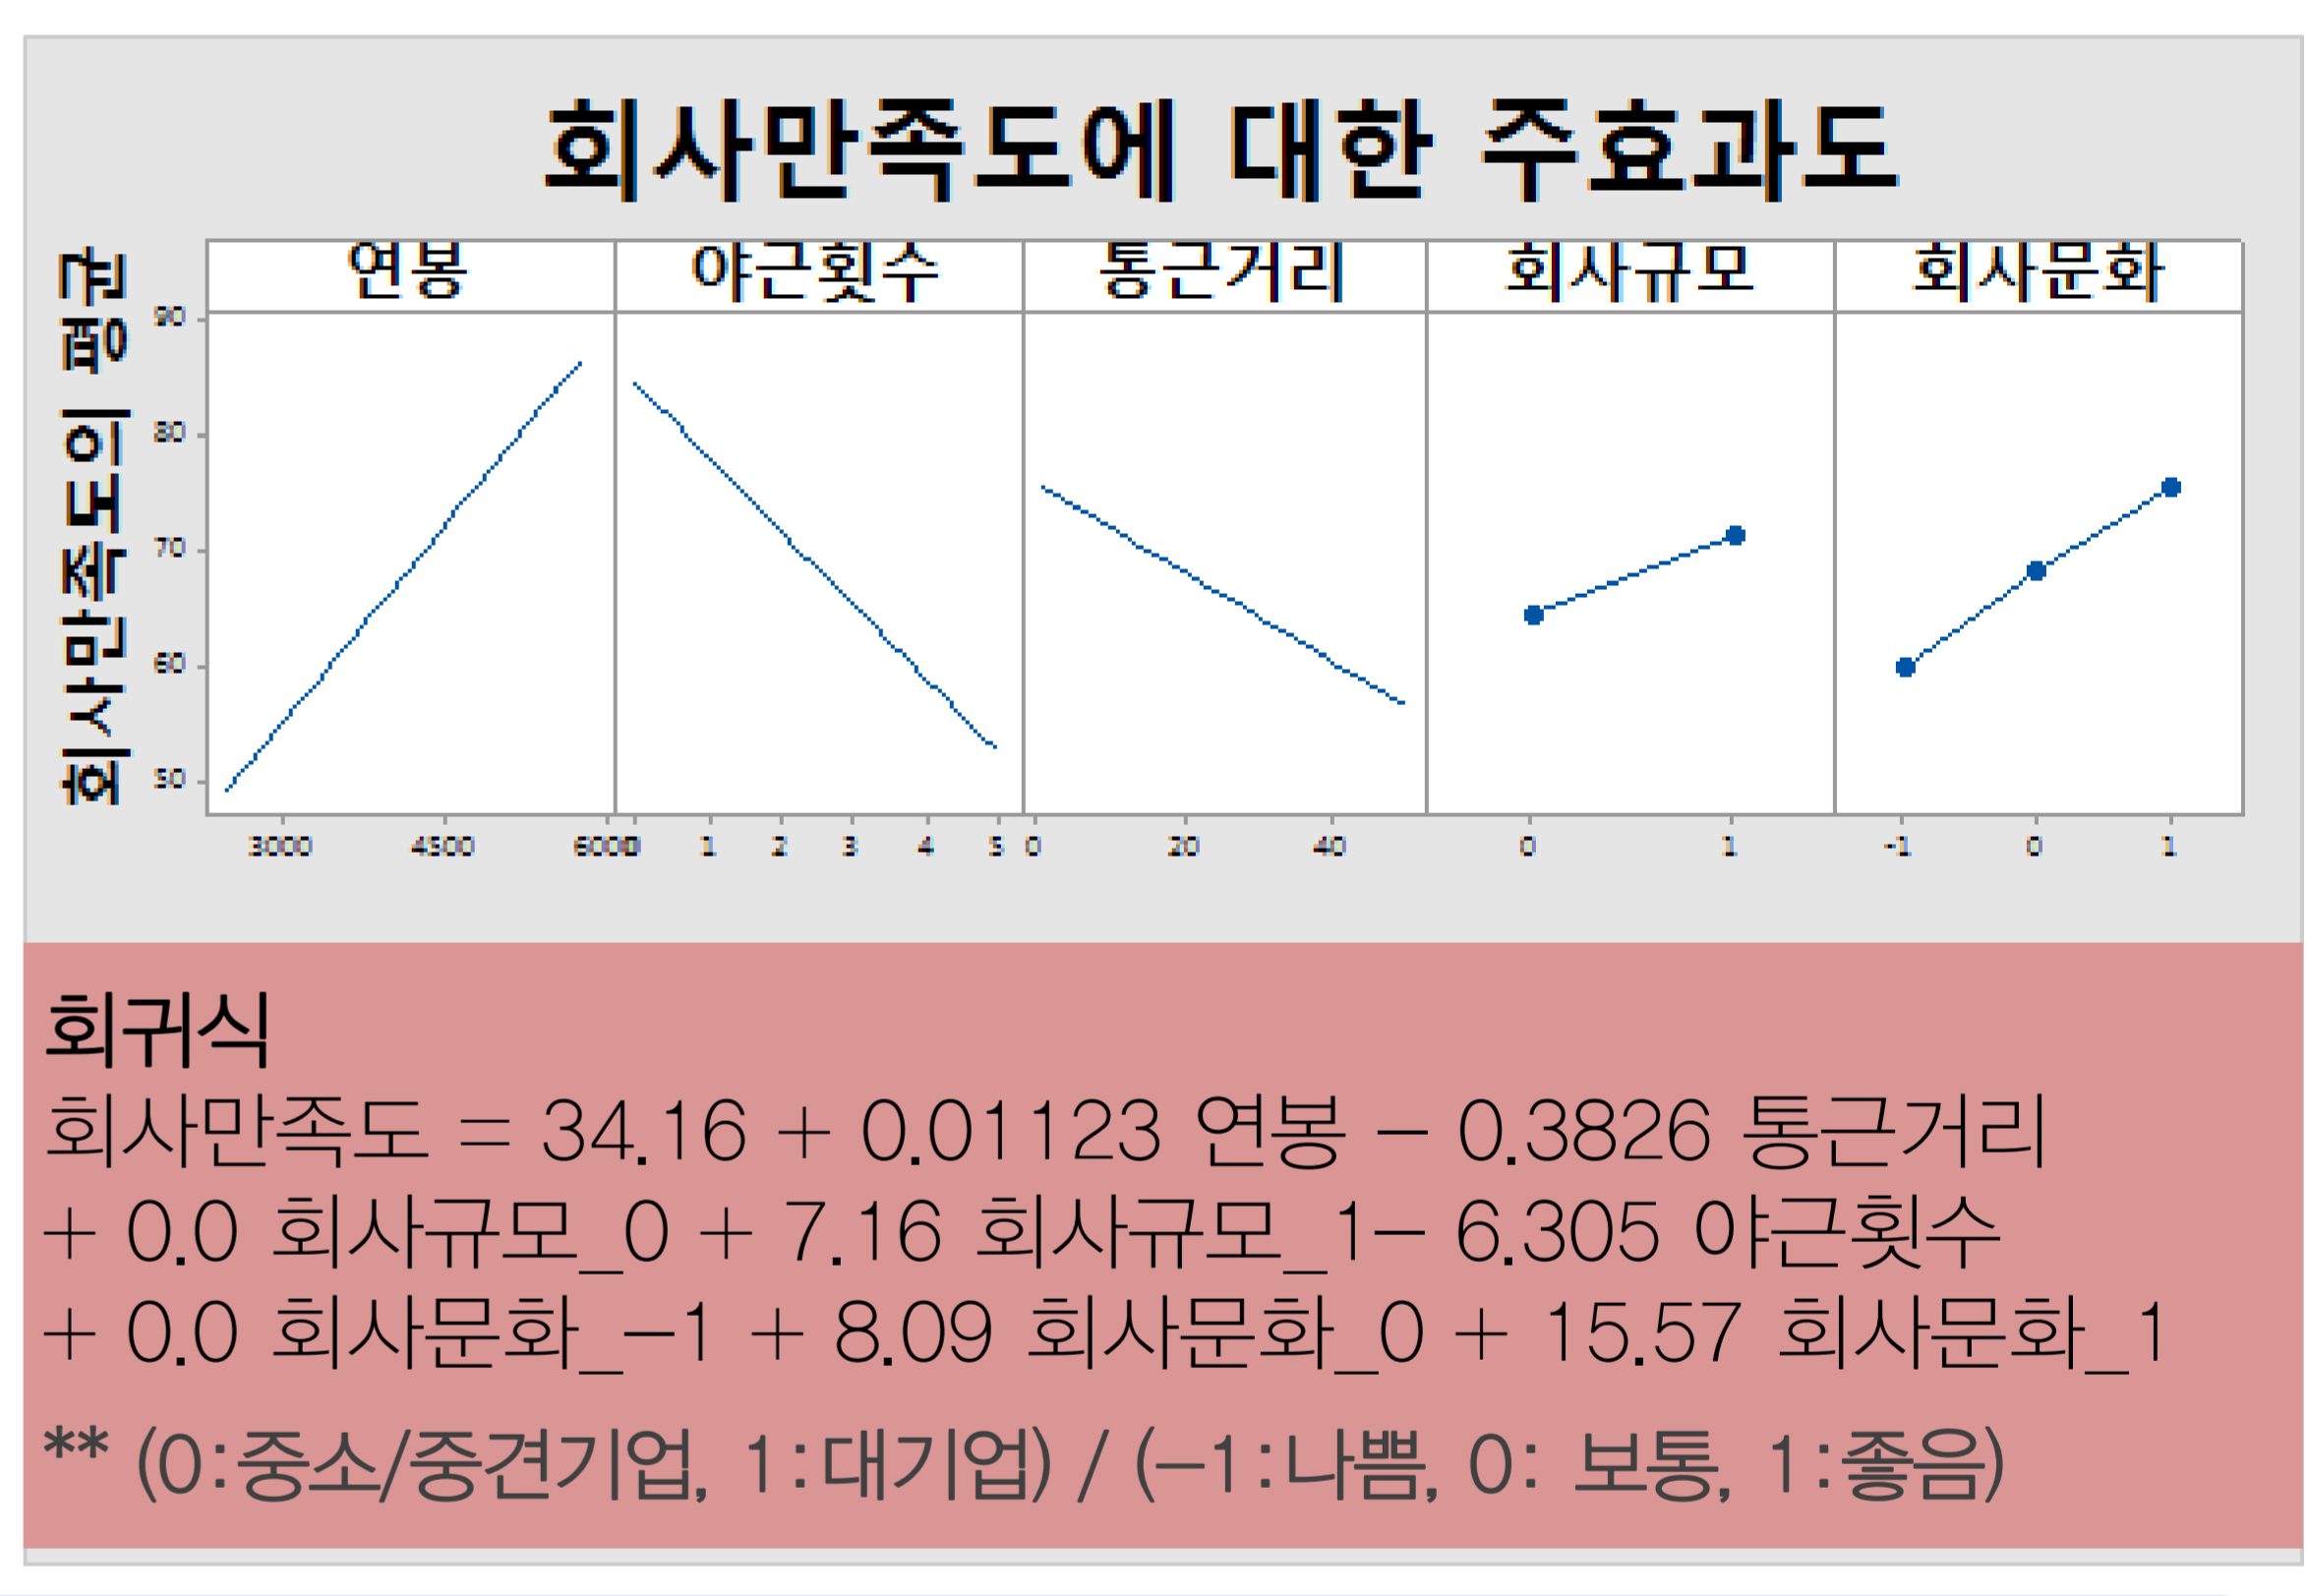 회사만족도에 대한 주효과도
연봉 야근횟수 통근거리 회사규모 회사문화
회사만족도의 평균
90
80
70
60
50
3000 4500 6000 0 1 2 3 4 5 0 20 40 0 1 -1 0 1
회귀식
회사만족도 = 34.16 + 0.01123 연봉 - 0.3826 통근거리
+ 0.0 회사규모_0 + 7.16 회사규모_1- 6.305 야근횟수
+ 0.0 회사문화_-1 + 8.09 회사문화_0 + 15.57 회사문화_1
** (0:중소/중견기업, 1:대기업) / (-1:나쁨, 0: 보통, 1:좋음)